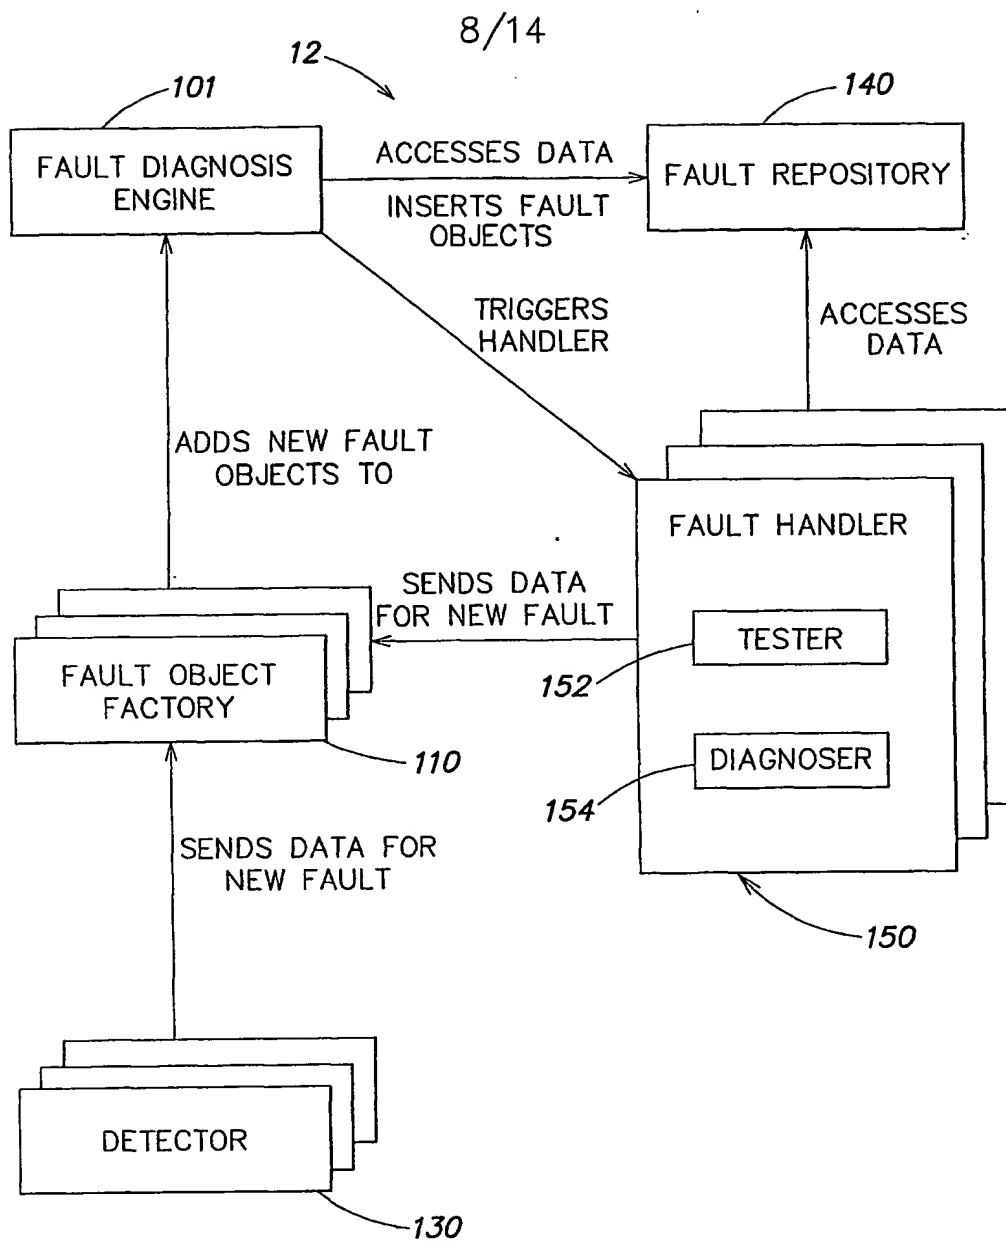 8/14
12
101
140
FAULT DIAGNOSIS
ENGINE
ACCESSES DATA
INSERTS FAULT
OBJECTS
FAULT REPOSITORY
TRIGGERS
HANDLER
ACCESSES
DATA
ADDS NEW FAULT
OBJECTS TO
FAULT HANDLER
SENDS DATA
FOR NEW FAULT
TESTER
152
FAULT OBJECT
FACTORY
110
DIAGNOSER
154
SENDS DATA FOR
NEW FAULT
150
DETECTOR
130